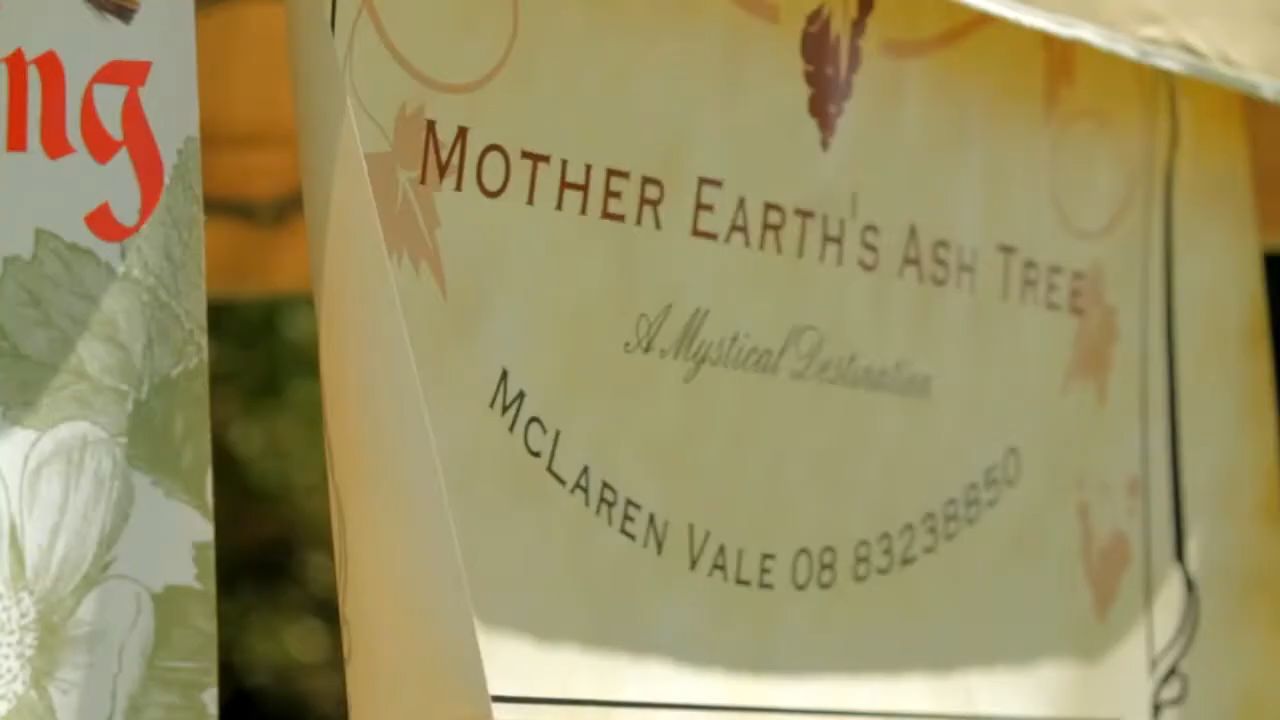 ng
MOTHER EARTH'S ASH TREE
A Mystical Destination
MCLAREN VALE 08 83238850